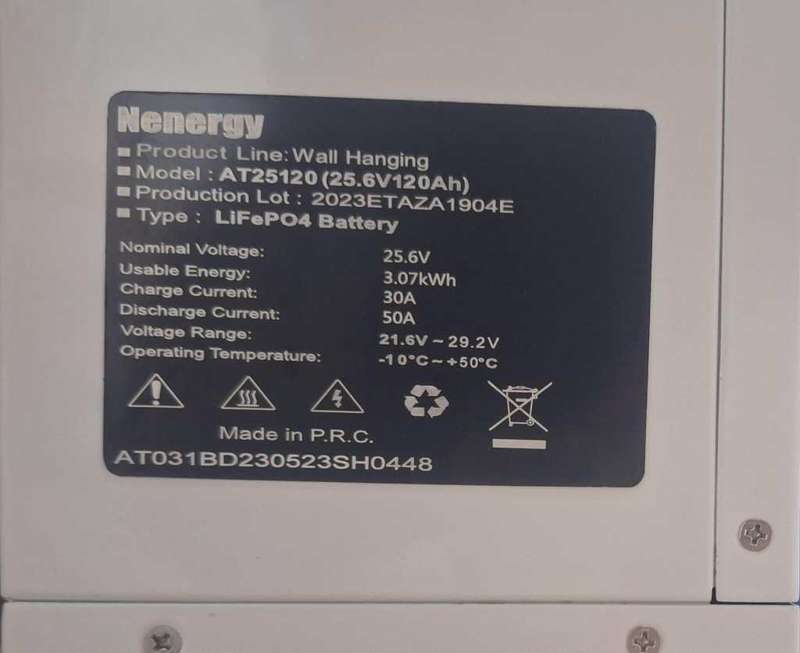 Nenergy
Product Line: Wall Hanging
Model : AT25120 (25.6V120Ah)
Production Lot : 2023ETAZA1904E
Type : LiFePO4 Battery
Nominal Voltage: 25.6V
Usable Energy: 3.07kWh
Charge Current: 30A
Discharge Current: 50A
Voltage Range: 21.6V ~ 29.2V
Operating Temperature: -10°C ~ +50°C
Made in P.R.C.
AT031BD230523SH0448